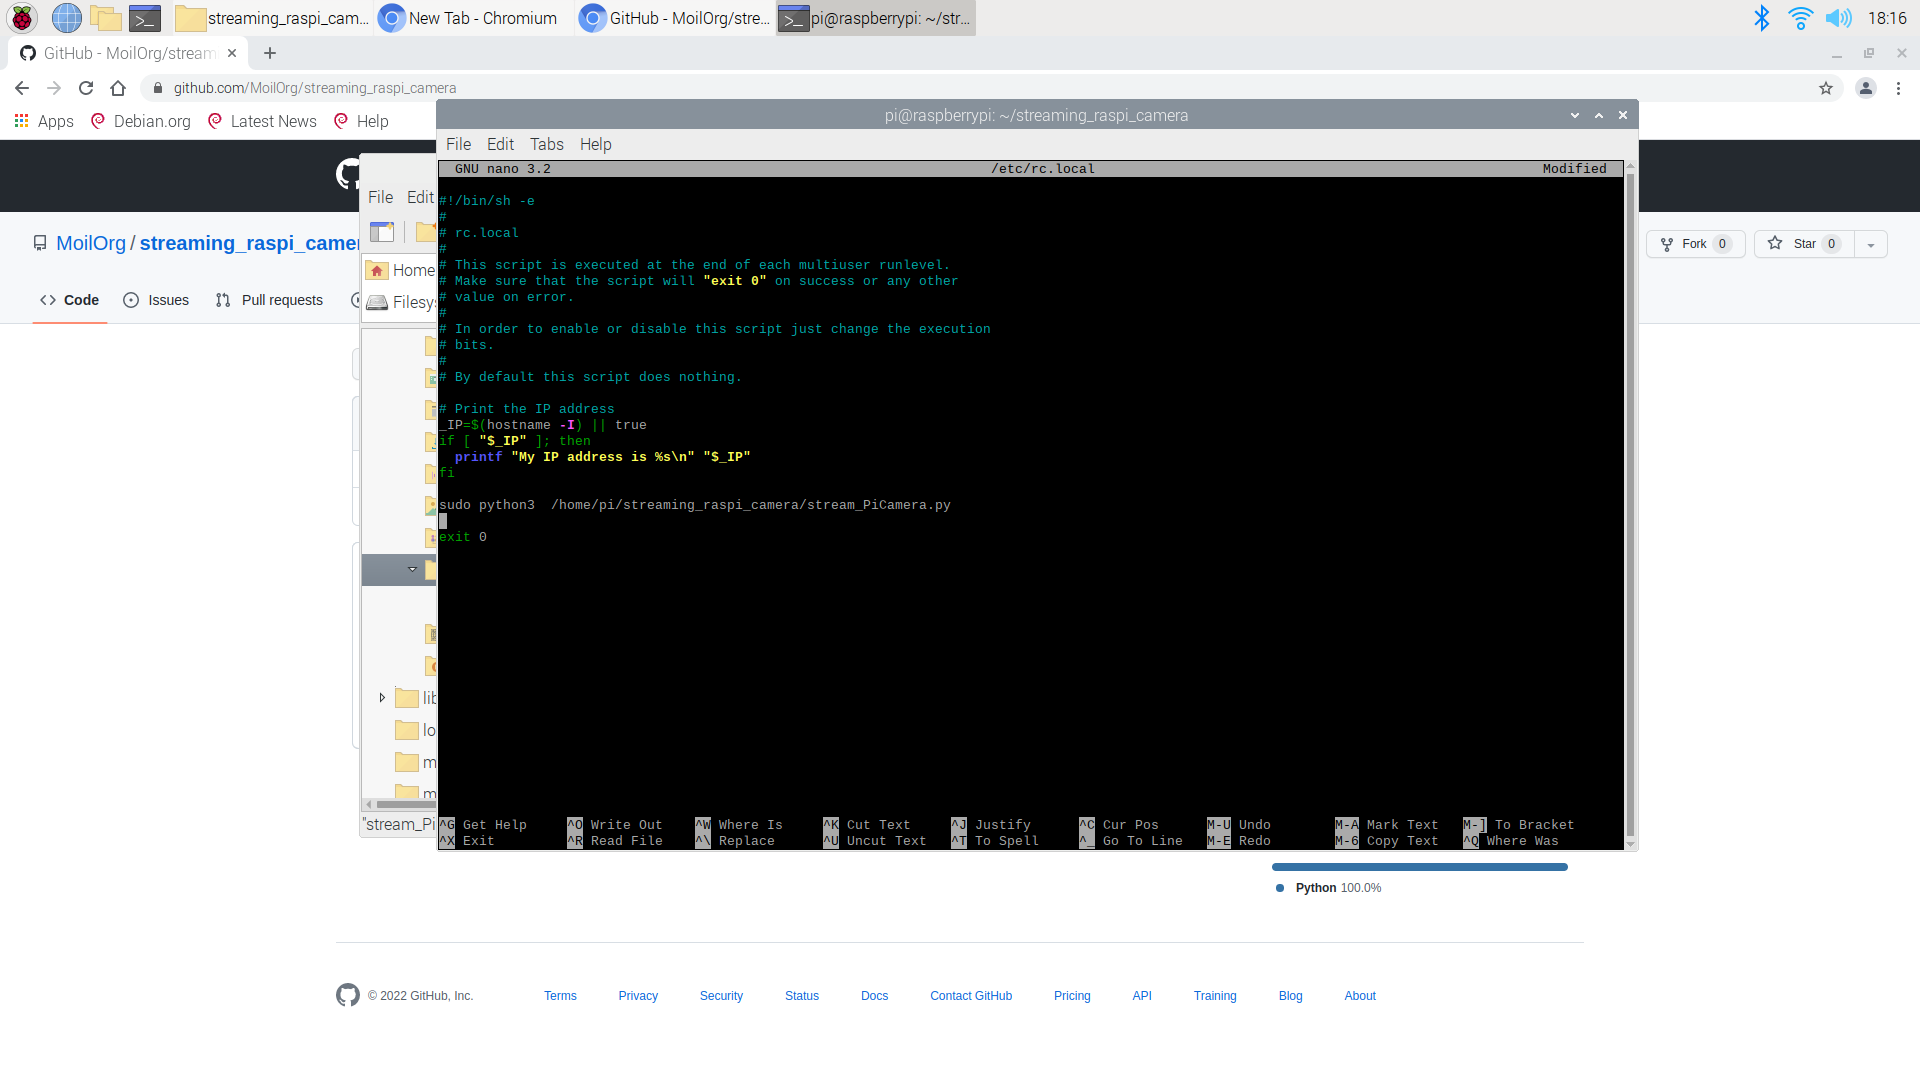 streaming_raspi_cam...
New Tab - Chromium
GitHub - MoilOrg/stre...
pi@raspberrypi: ~/str...
18:16
GitHub - MoilOrg/stream
github.com/MoilOrg/streaming_raspi_camera
Apps
Debian.org
Latest News
Help
pi@raspberrypi: ~/streaming_raspi_camera
File Edit Tabs Help
GNU nano 3.2 /etc/rc.local Modified
#!/bin/sh -e
#
# rc.local
#
# This script is executed at the end of each multiuser runlevel.
# Make sure that the script will "exit 0" on success or any other
# value on error.
#
# In order to enable or disable this script just change the execution
# bits.
#
# By default this script does nothing.
# Print the IP address
_IP=$(hostname -I) || true
if [ "$_IP" ]; then
printf "My IP address is %s\n" "$_IP"
fi
sudo python3  /home/pi/streaming_raspi_camera/stream_PiCamera.py
exit 0
^G Get Help ^O Write Out ^W Where Is ^K Cut Text ^J Justify ^C Cur Pos M-U Undo M-A Mark Text M-] To Bracket
^X Exit ^R Read File ^\ Replace ^U Uncut Text ^T To Spell ^_ Go To Line M-E Redo M-6 Copy Text ^Q Where Was
File Edit
Home
Filesy
lib
lo
m
m
"stream_Pi
MoilOrg / streaming_raspi_camer
Fork 0
Star 0
Code
Issues
Pull requests
Python 100.0%
© 2022 GitHub, Inc.
Terms
Privacy
Security
Status
Docs
Contact GitHub
Pricing
API
Training
Blog
About